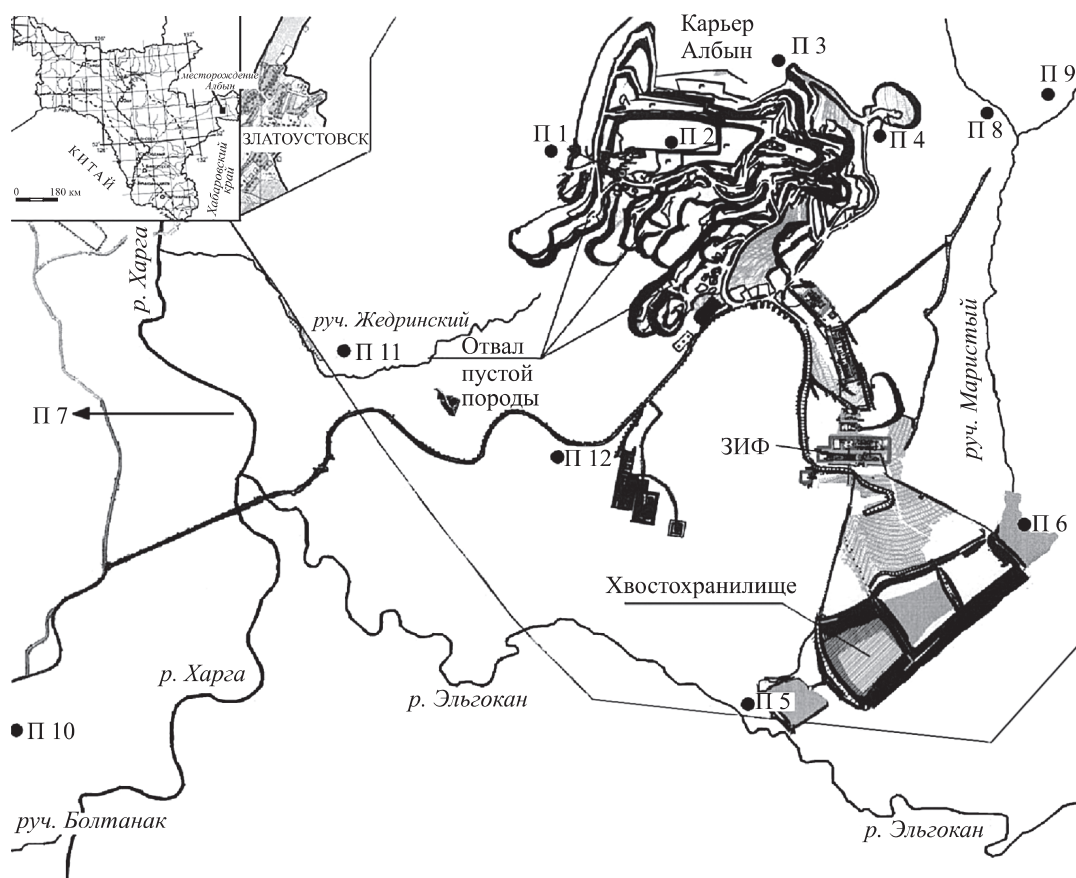 месторождение
Албын
ЗЛАТОУСТОВСК
КИТАЙ
Хабаровский
край
0 180 км
Карьер
Албын
П 3
П 9
П 8
П 1
П 2
П 4
р. Харга
руч. Жедринский
П 11
Отвал
пустой
породы
П 7
руч. Маристый
ЗИФ
П 12
П 6
Хвостохранилище
р. Харга
р. Эльгокан
П 5
П 10
руч. Болтанак
р. Эльгокан